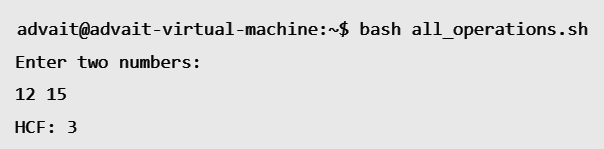 advait@advait-virtual-machine:~$ bash all_operations.sh
Enter two numbers:
12 15
HCF: 3